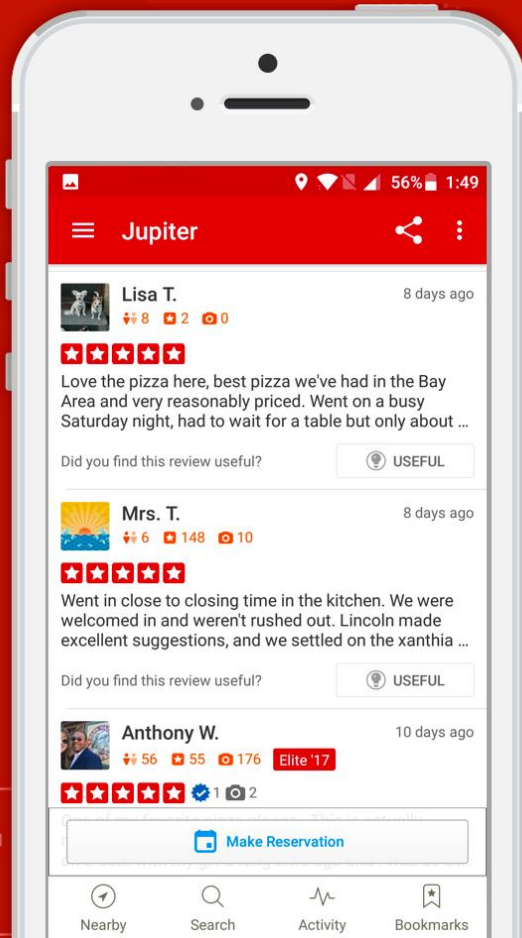 56% 1:49
Jupiter
Lisa T. 8 days ago
8 2 0
Love the pizza here, best pizza we've had in the Bay
Area and very reasonably priced. Went on a busy
Saturday night, had to wait for a table but only about ...
Did you find this review useful? USEFUL
Mrs. T. 8 days ago
6 148 10
Went in close to closing time in the kitchen. We were
welcomed in and weren't rushed out. Lincoln made
excellent suggestions, and we settled on the xanthia ...
Did you find this review useful? USEFUL
Anthony W. 10 days ago
56 55 176 Elite '17
1 2
Make Reservation
Nearby Search Activity Bookmarks